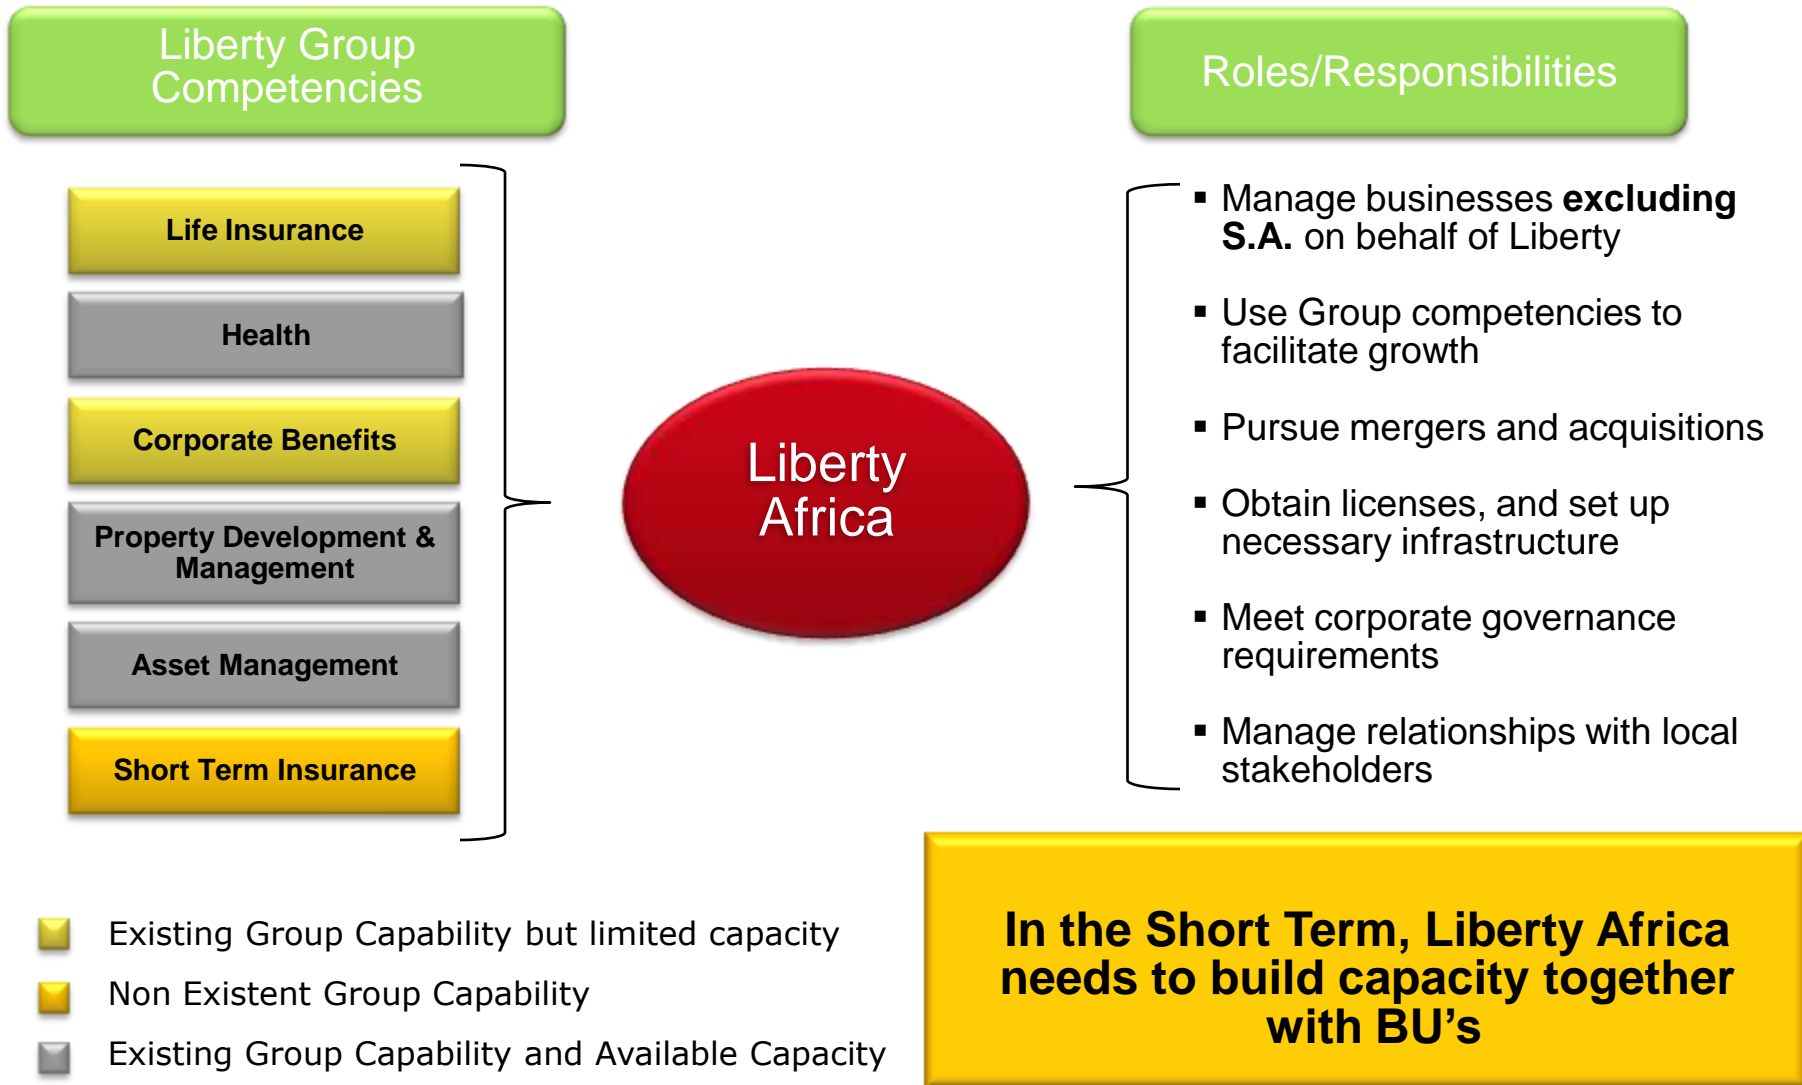 Liberty Group
Competencies
Roles/Responsibilities
Life Insurance
Health
Corporate Benefits
Property Development &
Management
Asset Management
Short Term Insurance
Liberty
Africa
▪ Manage businesses excluding
S.A. on behalf of Liberty
▪ Use Group competencies to
facilitate growth
▪ Pursue mergers and acquisitions
▪ Obtain licenses, and set up
necessary infrastructure
▪ Meet corporate governance
requirements
▪ Manage relationships with local
stakeholders
Existing Group Capability but limited capacity
Non Existent Group Capability
Existing Group Capability and Available Capacity
In the Short Term, Liberty Africa
needs to build capacity together
with BU’s